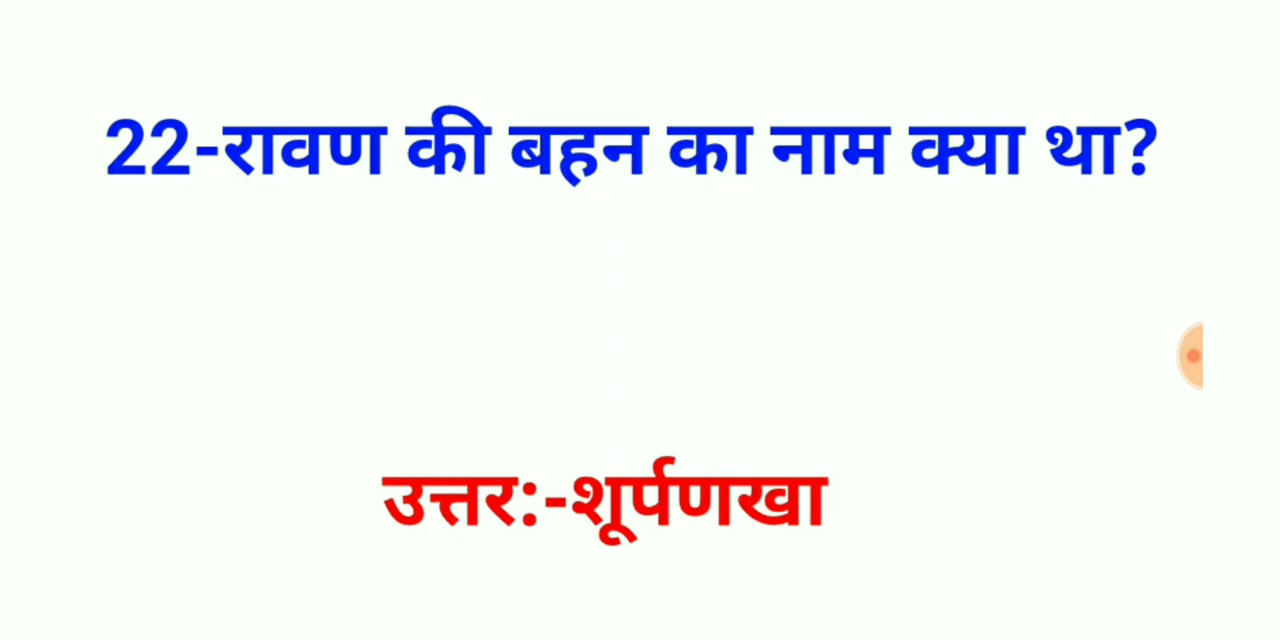 22-रावण की बहन का नाम क्या था?
उत्तर:-शूर्पणखा